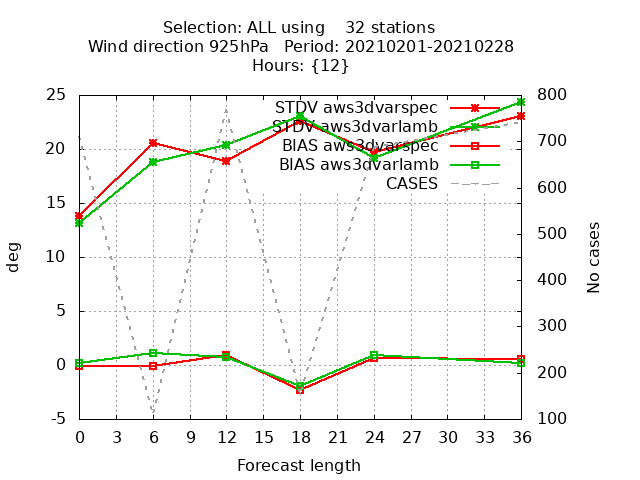 Selection: ALL using    32 stations
Wind direction 925hPa   Period: 20210201-20210228
Hours: {12}
STDV aws3dvarspec
STDV aws3dvarlamb
BIAS aws3dvarspec
BIAS aws3dvarlamb
CASES
25
20
15
10
5
0
-5
deg
800
700
600
500
400
300
200
100
No cases
0 3 6 9 12 15 18 21 24 27 30 33 36
Forecast length